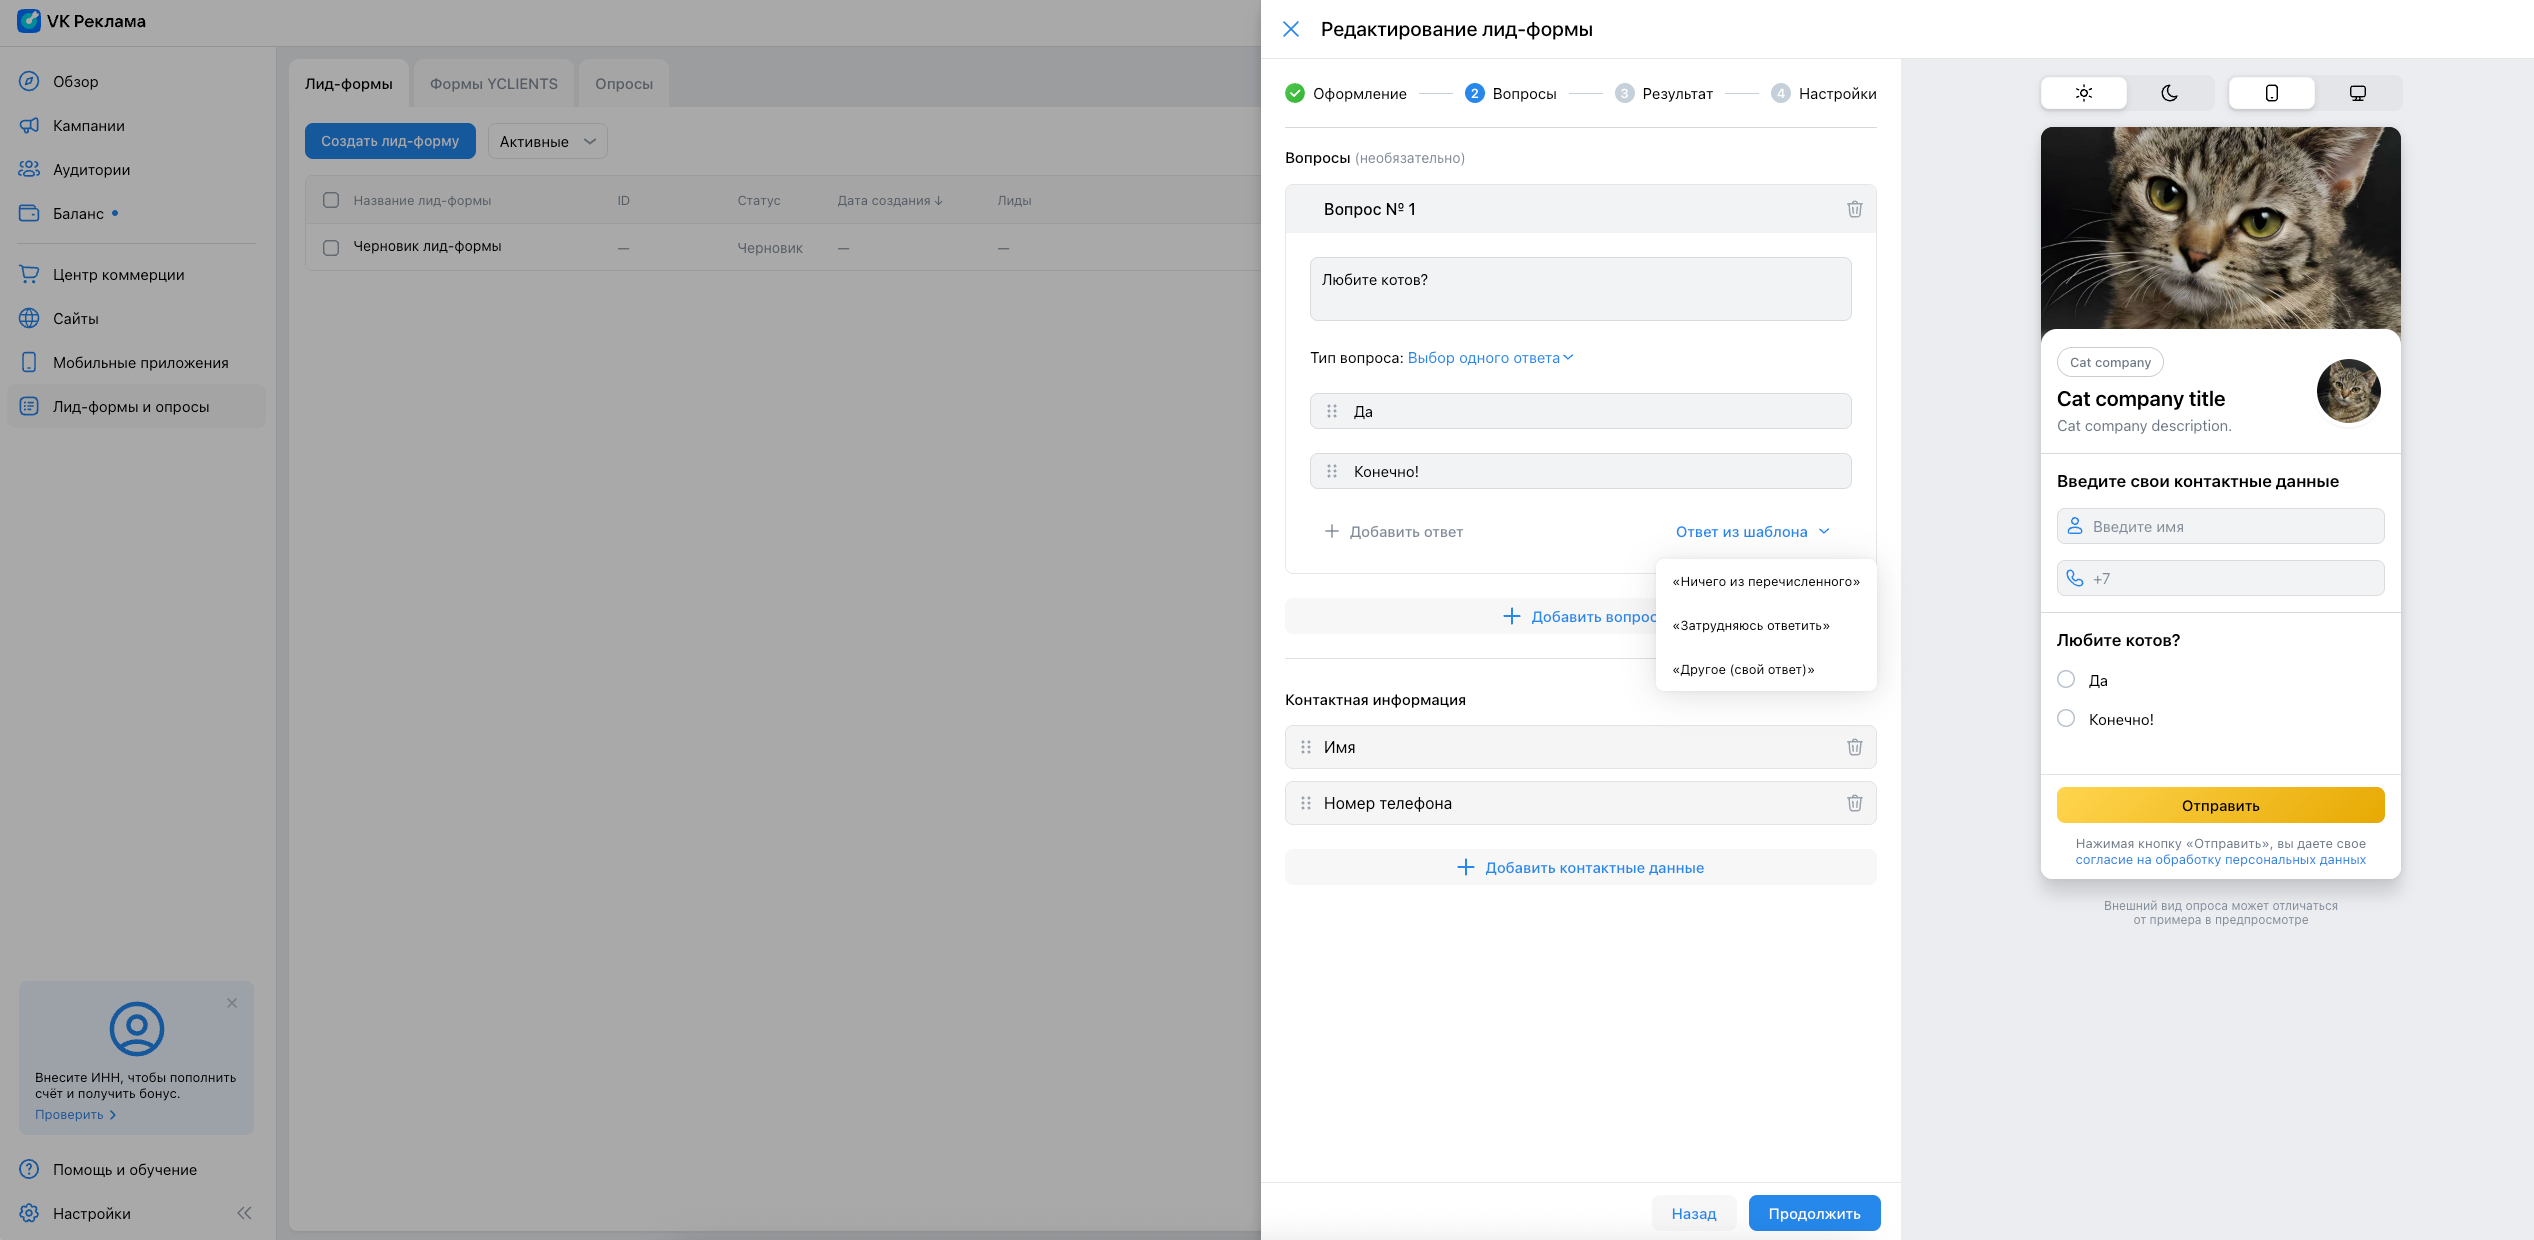 VK Реклама
Обзор
Кампании
Аудитории
Баланс
Центр коммерции
Сайты
Мобильные приложения
Лид-формы и опросы
Внесите ИНН, чтобы пополнить
счёт и получить бонус.
Проверить
Помощь и обучение
Настройки
Лид-формы
Формы YCLIENTS
Опросы
Создать лид-форму
Активные
Название лид-формы
ID
Статус
Дата создания
Лиды
Черновик лид-формы
—
Черновик
—
—
Редактирование лид-формы
Оформление
2 Вопросы
3 Результат
4 Настройки
Вопросы (необязательно)
Вопрос № 1
Любите котов?
Тип вопроса: Выбор одного ответа
Да
Конечно!
Добавить ответ
Ответ из шаблона
«Ничего из перечисленного»
«Затрудняюсь ответить»
«Другое (свой ответ)»
Добавить вопрос
Контактная информация
Имя
Номер телефона
Добавить контактные данные
Назад
Продолжить
Cat company
Cat company title
Cat company description.
Введите свои контактные данные
Введите имя
+7
Любите котов?
Да
Конечно!
Отправить
Нажимая кнопку «Отправить», вы даете свое
согласие на обработку персональных данных
Внешний вид опроса может отличаться
от примера в предпросмотре